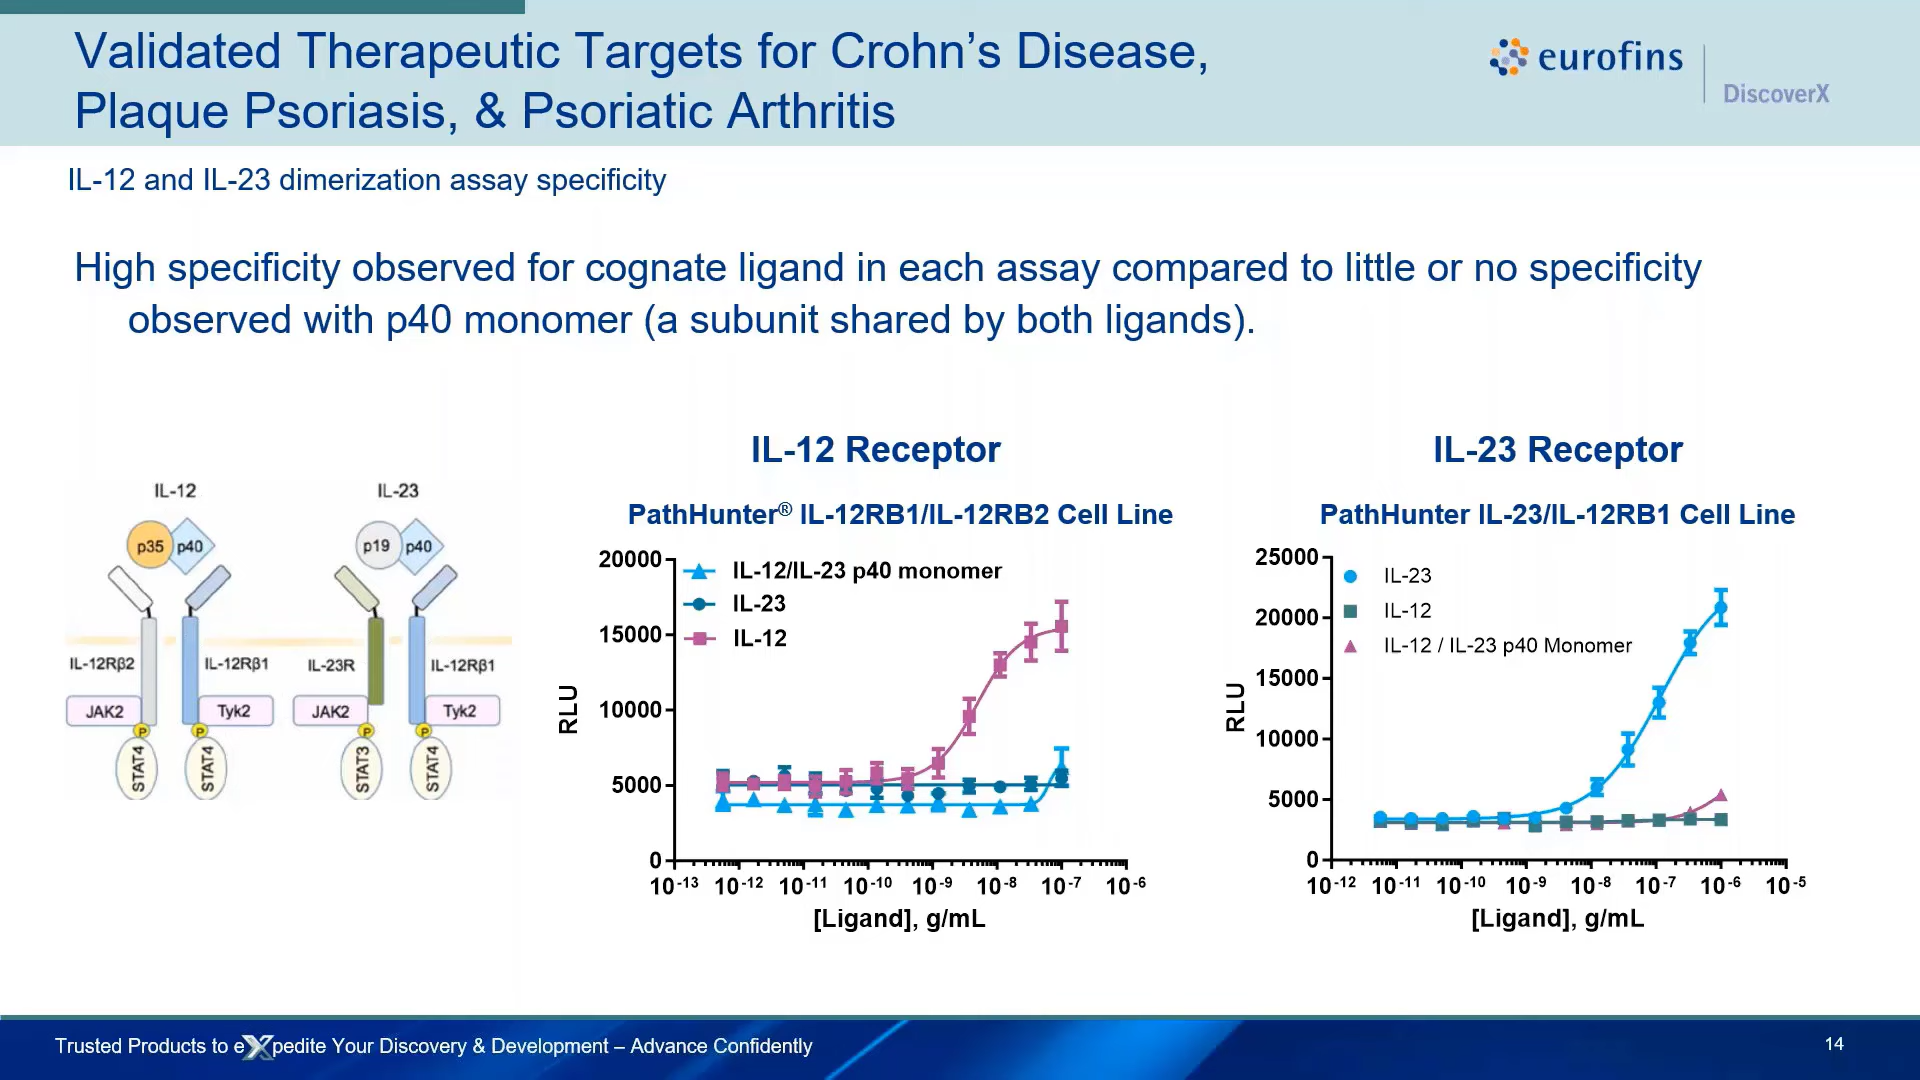 Validated Therapeutic Targets for Crohn’s Disease,
Plaque Psoriasis, & Psoriatic Arthritis
eurofins
DiscoverX
IL-12 and IL-23 dimerization assay specificity
High specificity observed for cognate ligand in each assay compared to little or no specificity
observed with p40 monomer (a subunit shared by both ligands).
IL-12
IL-23
p35
p40
p19
p40
IL-12Rβ2
IL-12Rβ1
IL-23R
IL-12Rβ1
JAK2
Tyk2
JAK2
Tyk2
P
P
P
P
STAT4
STAT4
STAT3
STAT4
IL-12 Receptor
PathHunter® IL-12RB1/IL-12RB2 Cell Line
20000
15000
10000
5000
0
RLU
IL-12/IL-23 p40 monomer
IL-23
IL-12
10-13 10-12 10-11 10-10 10-9 10-8 10-7 10-6
[Ligand], g/mL
IL-23 Receptor
PathHunter IL-23/IL-12RB1 Cell Line
25000
20000
15000
10000
5000
0
RLU
IL-23
IL-12
IL-12 / IL-23 p40 Monomer
10-12 10-11 10-10 10-9 10-8 10-7 10-6 10-5
[Ligand], g/mL
Trusted Products to eXpedite Your Discovery & Development – Advance Confidently
14